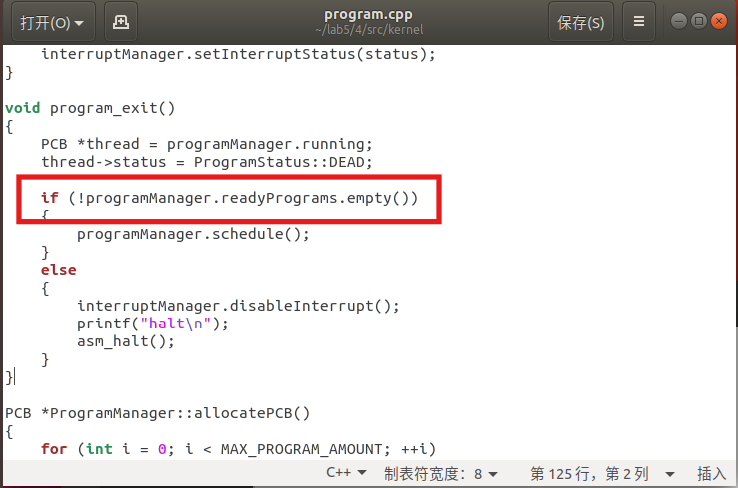 打开(O)
program.cpp
~/lab5/4/src/kernel
保存(S)
interruptManager.setInterruptStatus(status);
}
void program_exit()
{
PCB *thread = programManager.running;
thread->status = ProgramStatus::DEAD;
if (!programManager.readyPrograms.empty())
{
programManager.schedule();
}
else
{
interruptManager.disableInterrupt();
printf("halt\n");
asm_halt();
}
}
PCB *ProgramManager::allocatePCB()
{
for (int i = 0; i < MAX_PROGRAM_AMOUNT; ++i)
C++ 制表符宽度：8 第 125 行，第 2 列 插入